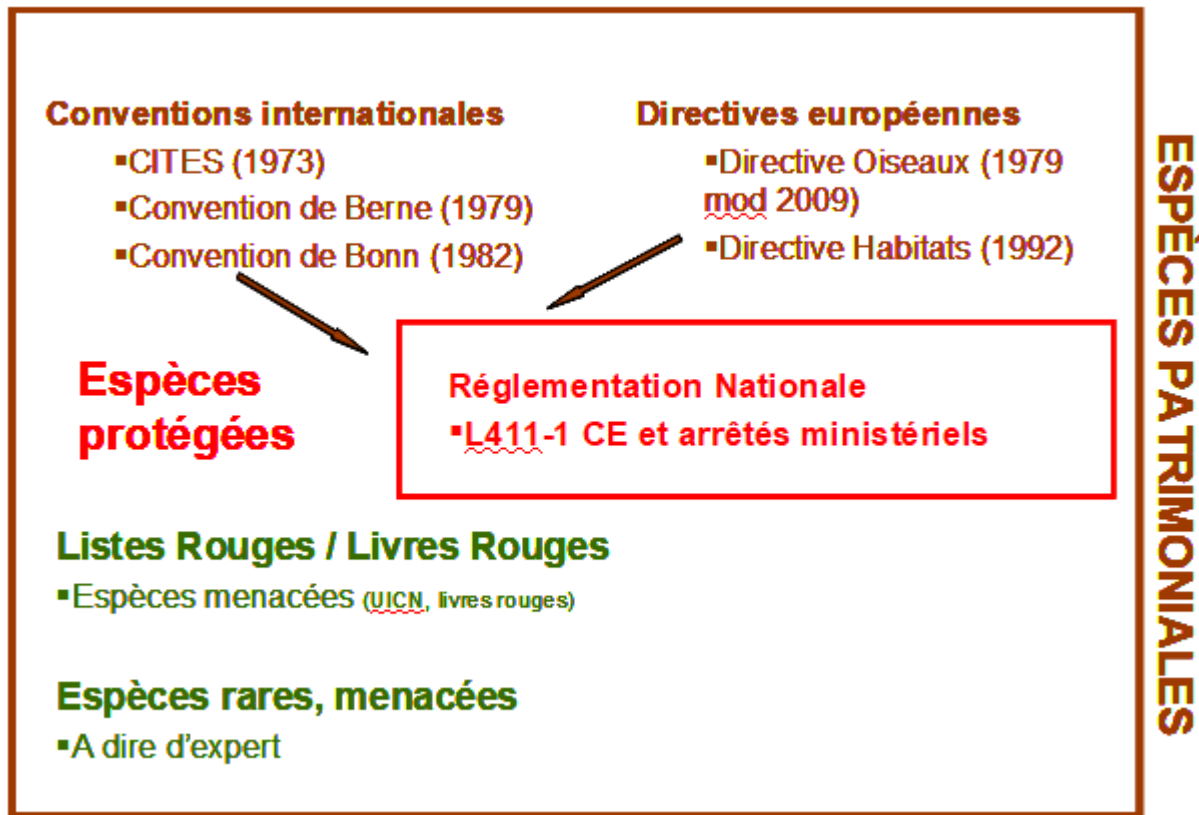 Conventions internationales
▪CITES (1973)
▪Convention de Berne (1979)
▪Convention de Bonn (1982)
Directives européennes
▪Directive Oiseaux (1979
mod 2009)
▪Directive Habitats (1992)
Espèces
protégées
Réglementation Nationale
▪L411-1 CE et arrêtés ministériels
Listes Rouges / Livres Rouges
▪Espèces menacées (UICN, livres rouges)
Espèces rares, menacées
▪A dire d'expert
ESPÈCES PATRIMONIALES